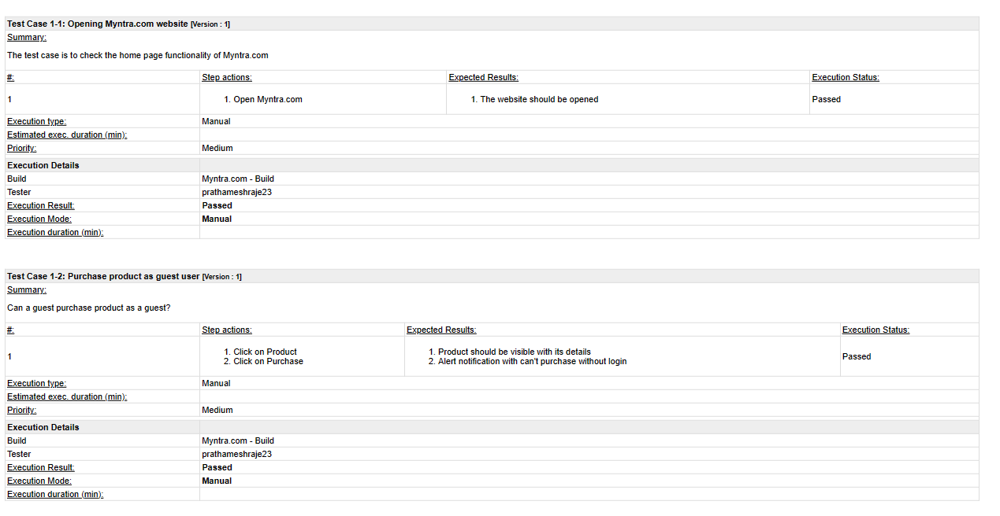 Test Case 1-1: Opening Myntra.com website [Version : 1]
Summary:
The test case is to check the home page functionality of Myntra.com
#: Step actions: Expected Results: Execution Status:
1 1. Open Myntra.com 1. The website should be opened Passed
Execution type: Manual
Estimated exec. duration (min):
Priority: Medium
Execution Details
Build Myntra.com - Build
Tester prathameshraje23
Execution Result: Passed
Execution Mode: Manual
Execution duration (min):
Test Case 1-2: Purchase product as guest user [Version : 1]
Summary:
Can a guest purchase product as a guest?
#: Step actions: Expected Results: Execution Status:
1 1. Click on Product 1. Product should be visible with its details Passed
2. Click on Purchase 2. Alert notification with can't purchase without login
Execution type: Manual
Estimated exec. duration (min):
Priority: Medium
Execution Details
Build Myntra.com - Build
Tester prathameshraje23
Execution Result: Passed
Execution Mode: Manual
Execution duration (min):